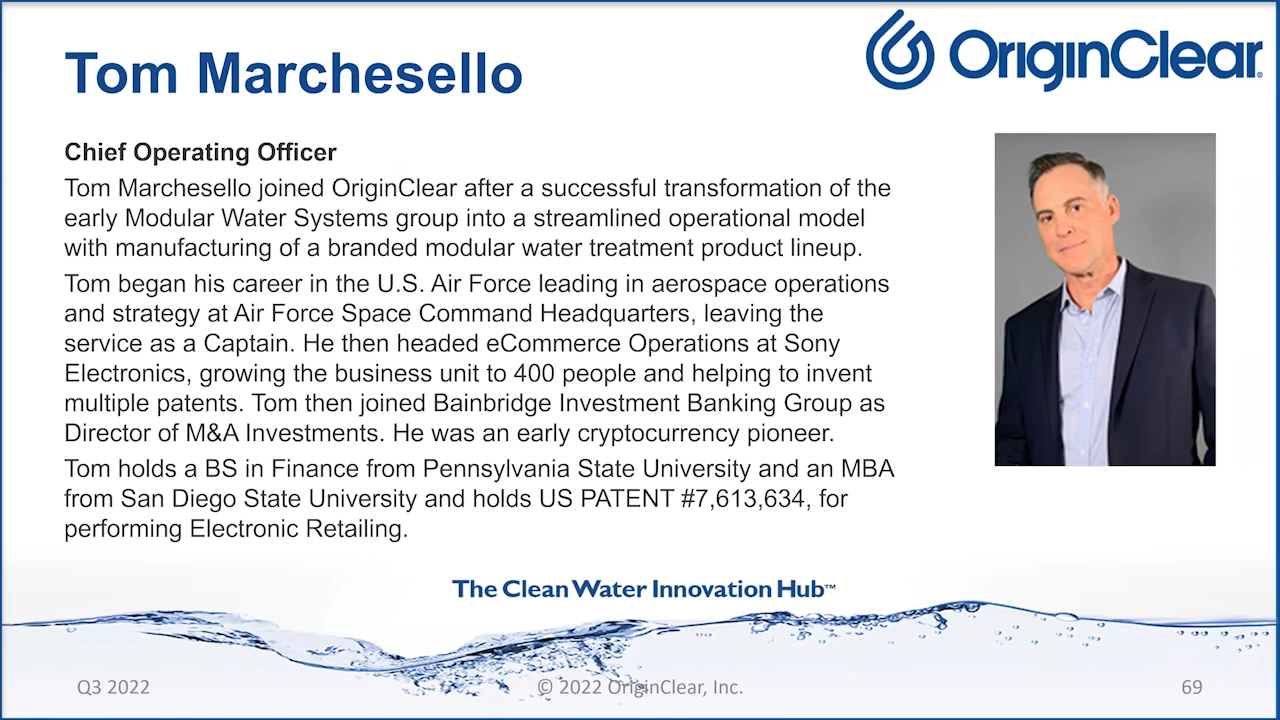 Tom Marchesello
OriginClear®
Chief Operating Officer
Tom Marchesello joined OriginClear after a successful transformation of the
early Modular Water Systems group into a streamlined operational model
with manufacturing of a branded modular water treatment product lineup.
Tom began his career in the U.S. Air Force leading in aerospace operations
and strategy at Air Force Space Command Headquarters, leaving the
service as a Captain. He then headed eCommerce Operations at Sony
Electronics, growing the business unit to 400 people and helping to invent
multiple patents. Tom then joined Bainbridge Investment Banking Group as
Director of M&A Investments. He was an early cryptocurrency pioneer.
Tom holds a BS in Finance from Pennsylvania State University and an MBA
from San Diego State University and holds US PATENT #7,613,634, for
performing Electronic Retailing.
The Clean Water Innovation Hub™
Q3 2022
© 2022 OriginClear, Inc.
69